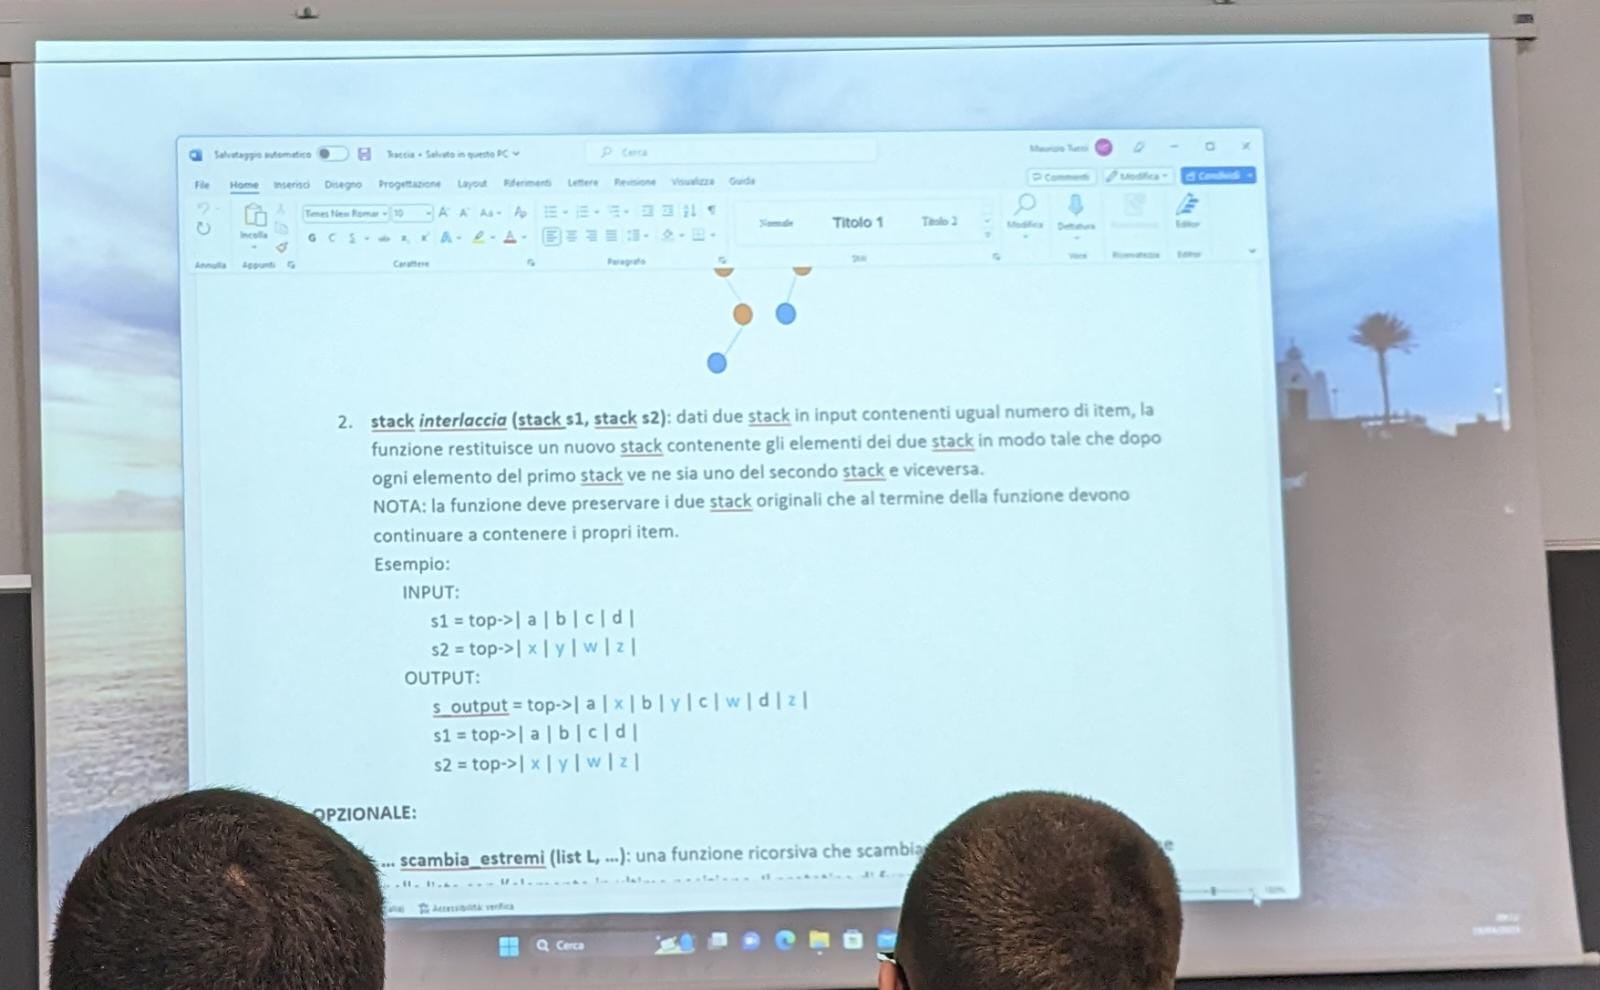 Salvataggio automatico
Traccia • Salvato in questo PC
Cerca
File Home Inserisci Disegno Progettazione Layout Riferimenti Lettere Revisione Visualizza Guida
Commenti Modifica Condividi
Incolla
Times New Roman 10
G C S
Normale Titolo 1 Titolo 2
Modifica Dettatura Editor
Annulla Appunti Carattere Paragrafo Stili Voce Riservatezza Editor
2. stack interlaccia (stack s1, stack s2): dati due stack in input contenenti ugual numero di item, la
funzione restituisce un nuovo stack contenente gli elementi dei due stack in modo tale che dopo
ogni elemento del primo stack ve ne sia uno del secondo stack e viceversa.
NOTA: la funzione deve preservare i due stack originali che al termine della funzione devono
continuare a contenere i propri item.
Esempio:
INPUT:
s1 = top->| a | b | c | d |
s2 = top->| x | y | w | z |
OUTPUT:
s_output = top->| a | x | b | y | c | w | d | z |
s1 = top->| a | b | c | d |
s2 = top->| x | y | w | z |
OPZIONALE:
... scambia_estremi (list L, ...): una funzione ricorsiva che scambia
Accessibilità: verifica
Cerca